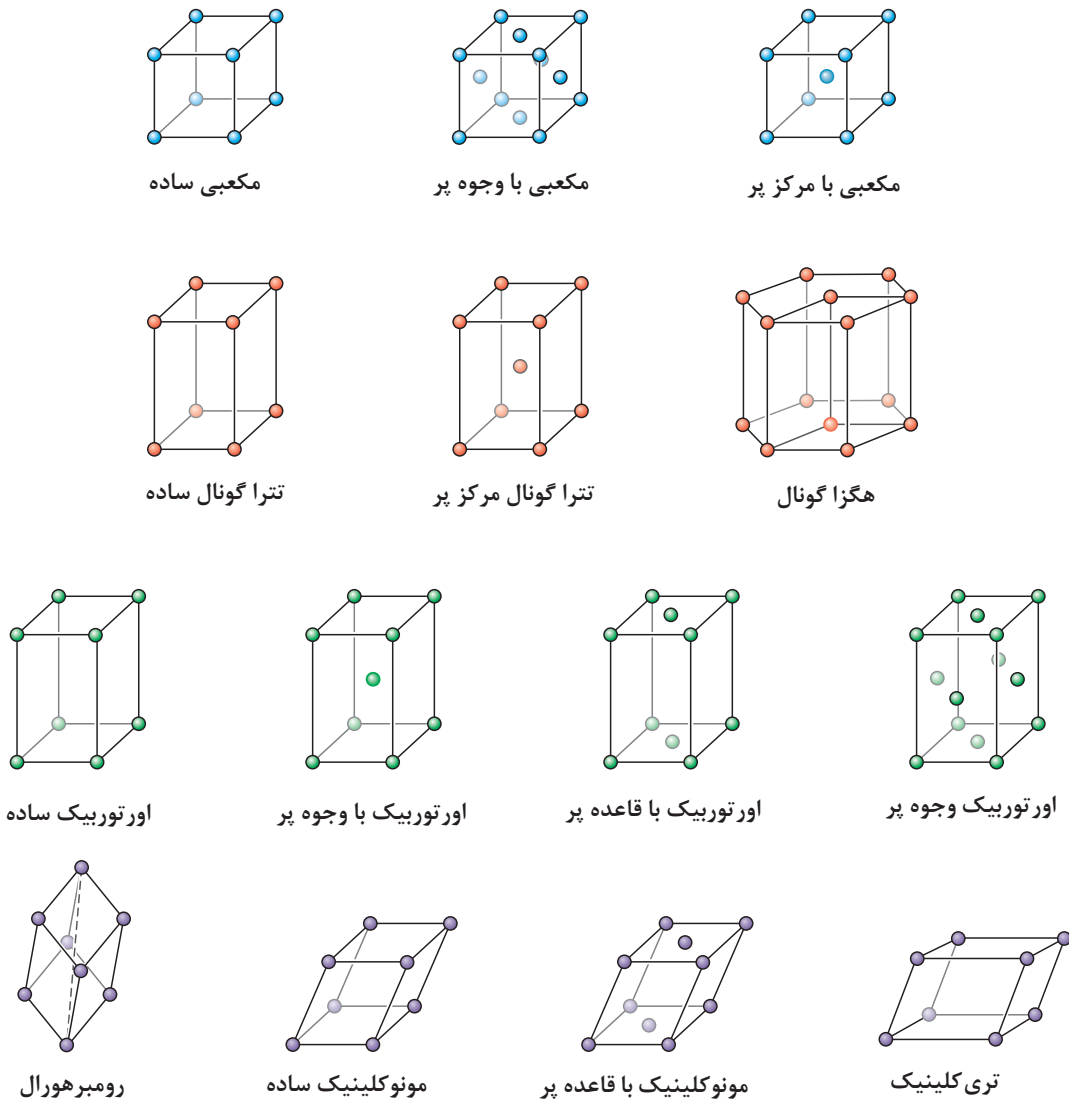 مکعبی با مرکز پر
مکعبی با وجوه پر
مکعبی ساده
هگزا گونال
تترا گونال مرکز پر
تترا گونال ساده
اورتوربیک وجوه پر
اورتوربیک با قاعده پر
اورتوربیک با وجوه پر
اورتوربیک ساده
تری‌کلینیک
مونوکلینیک با قاعده پر
مونوکلینیک ساده
رومبرهورال